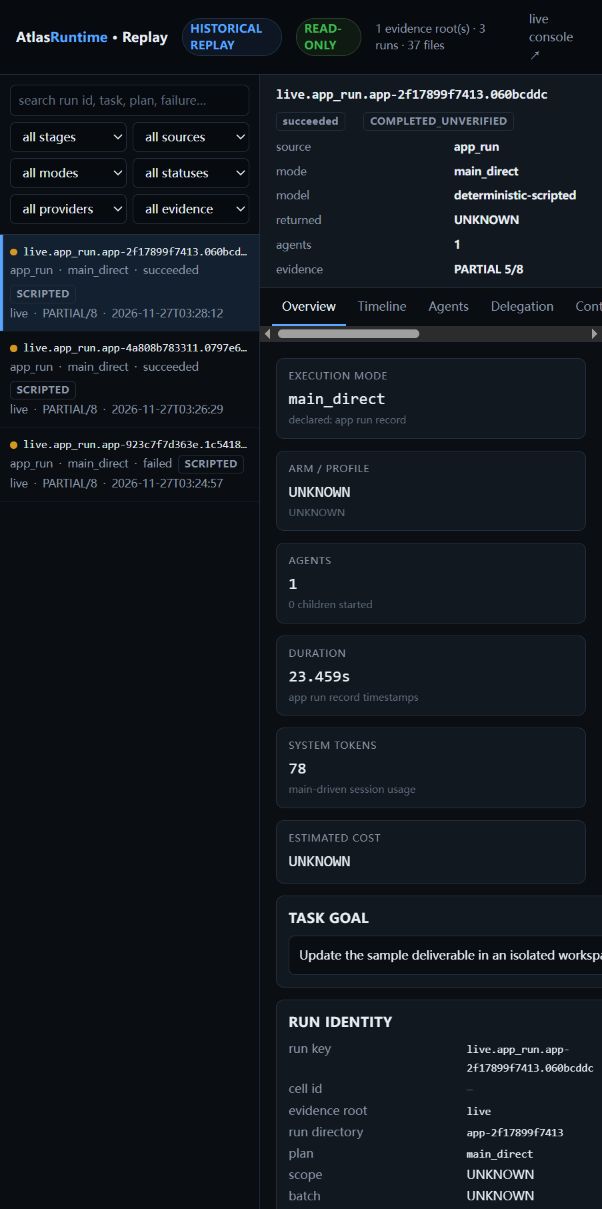 AtlasRuntime • Replay
HISTORICAL
REPLAY
READ-
ONLY
1 evidence root(s) · 3
runs · 37 files
live
console
↗
search run id, task, plan, failure...
all stages
all sources
all modes
all statuses
all providers
all evidence
live.app_run.app-2f17899f7413.060bcd…
app_run · main_direct · succeeded
SCRIPTED
live · PARTIAL/8 · 2026-11-27T03:28:12
live.app_run.app-4a808b783311.0797e6…
app_run · main_direct · succeeded
SCRIPTED
live · PARTIAL/8 · 2026-11-27T03:26:29
live.app_run.app-923c7f7d363e.1c5418…
app_run · main_direct · failed SCRIPTED
live · PARTIAL/8 · 2026-11-27T03:24:57
live.app_run.app-2f17899f7413.060bcddc
succeeded COMPLETED_UNVERIFIED
source app_run
mode main_direct
model deterministic-scripted
returned UNKNOWN
agents 1
evidence PARTIAL 5/8
Overview Timeline Agents Delegation Cont
EXECUTION MODE
main_direct
declared: app run record
ARM / PROFILE
UNKNOWN
UNKNOWN
AGENTS
1
0 children started
DURATION
23.459s
app run record timestamps
SYSTEM TOKENS
78
main-driven session usage
ESTIMATED COST
UNKNOWN
TASK GOAL
Update the sample deliverable in an isolated workspa
RUN IDENTITY
run key live.app_run.app-
2f17899f7413.060bcddc
cell id —
evidence root live
run directory app-2f17899f7413
plan main_direct
scope UNKNOWN
batch UNKNOWN